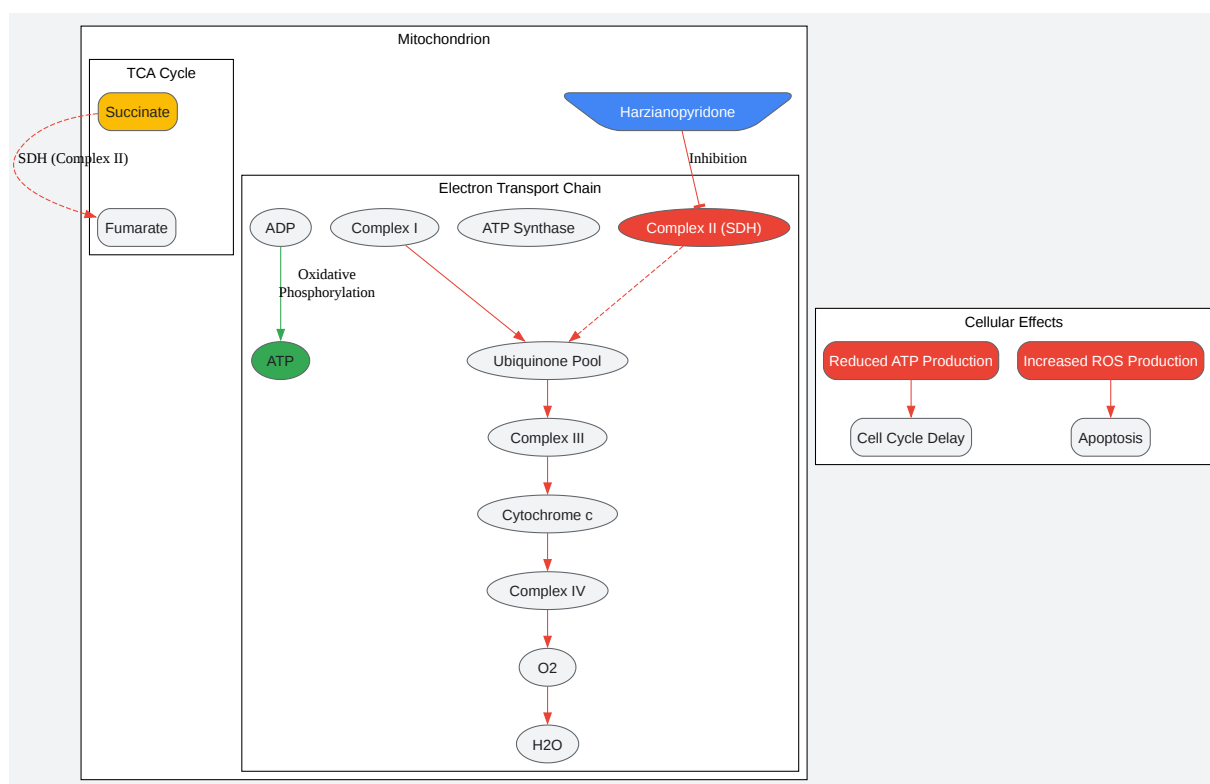 Mitochondrion
TCA Cycle
Succinate
SDH (Complex II)
Fumarate
Harzianopyridone
Inhibition
Electron Transport Chain
ADP
Complex I
ATP Synthase
Complex II (SDH)
Oxidative
Phosphorylation
ATP
Ubiquinone Pool
Complex III
Cytochrome c
Complex IV
O2
H2O
Cellular Effects
Reduced ATP Production
Increased ROS Production
Cell Cycle Delay
Apoptosis